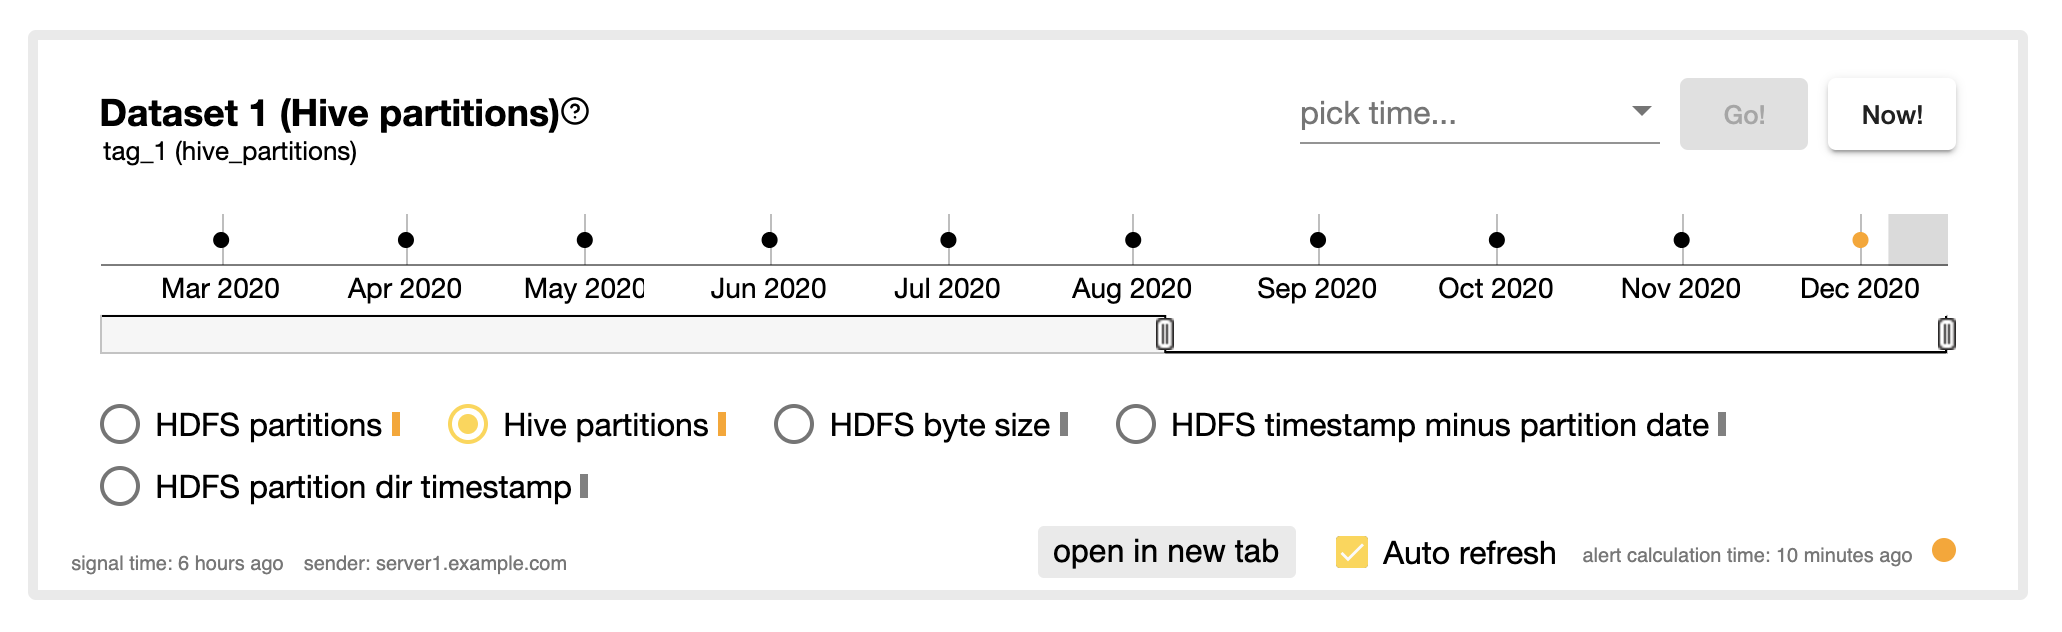 Dataset 1 (Hive partitions)?
tag_1 (hive_partitions)
pick time...
Go!
Now!
Mar 2020 Apr 2020 May 2020 Jun 2020 Jul 2020 Aug 2020 Sep 2020 Oct 2020 Nov 2020 Dec 2020
HDFS partitions Hive partitions HDFS byte size HDFS timestamp minus partition date
HDFS partition dir timestamp
open in new tab Auto refresh alert calculation time: 10 minutes ago
signal time: 6 hours ago sender: server1.example.com